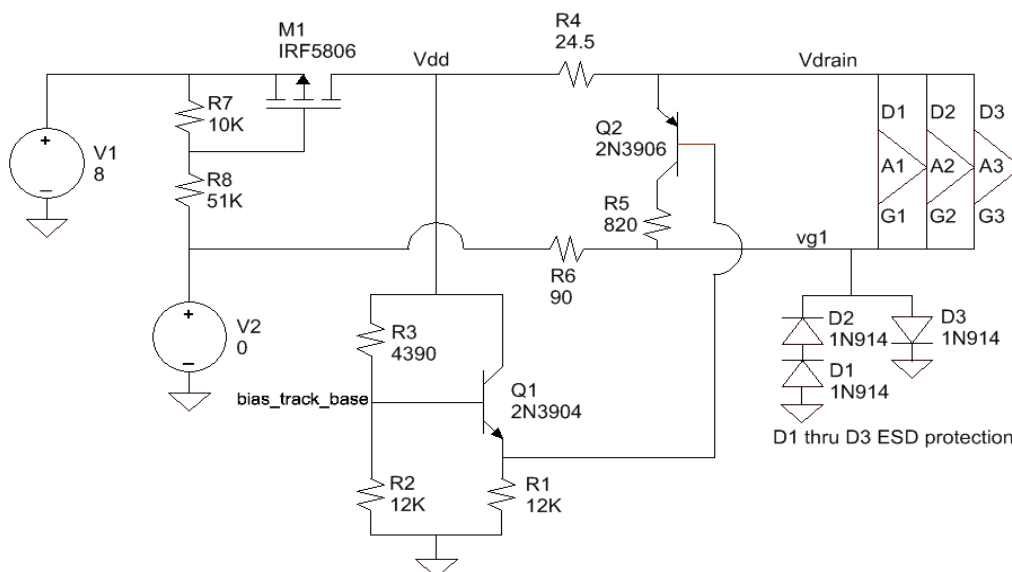 M1
IRF5806
R7
10K
V1
8
R8
51K
Vdd
R4
24.5
Vdrain
Q2
2N3906
R5
820
D1
D2
D3
A1
A2
A3
G1
G2
G3
vg1
R6
90
V2
0
R3
4390
bias_track_base
Q1
2N3904
R2
12K
R1
12K
D2
1N914
D3
1N914
D1
1N914
D1 thru D3 ESD protection